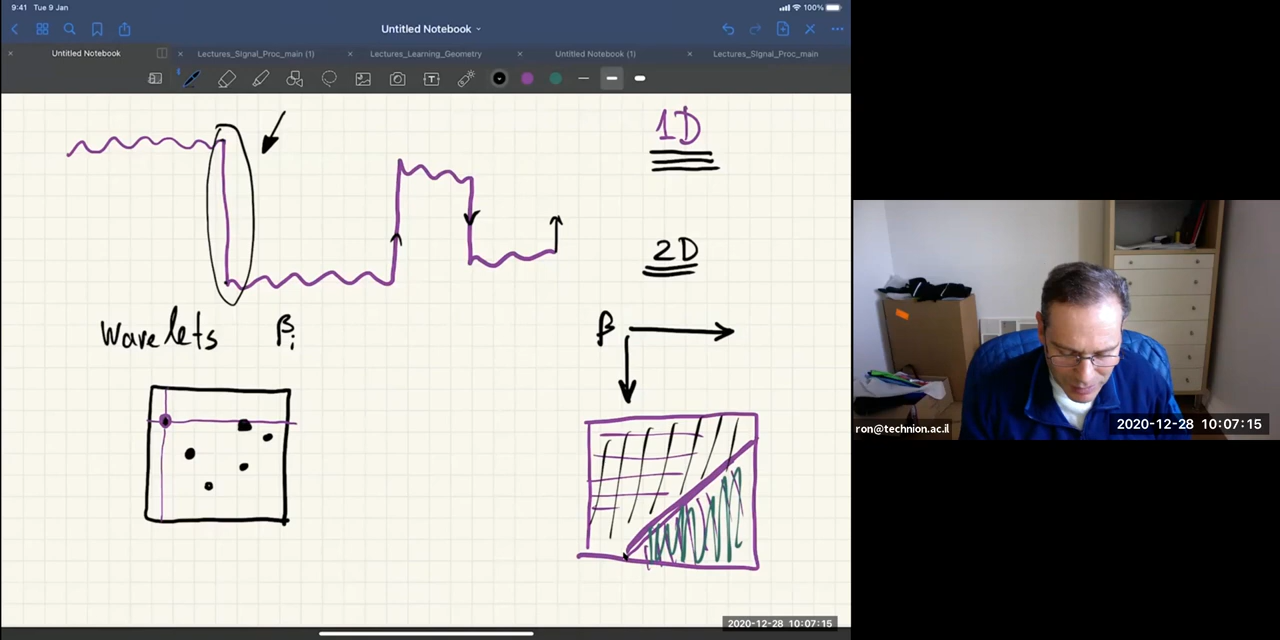 9:41 Tue 9 Jan
100%
Untitled Notebook
Untitled Notebook
Lectures_Signal_Proc_main (1)
Lectures_Learning_Geometry
Untitled Notebook (1)
Lectures_Signal_Proc_main
1D
2D
Wavelets βi
β
ron@technion.ac.il
2020-12-28 10:07:15
2020-12-28 10:07:15